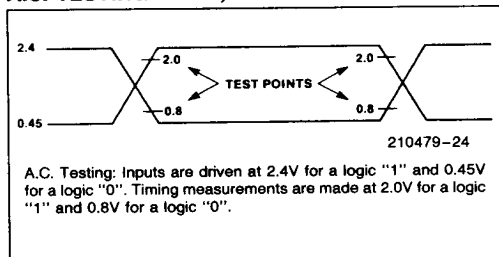 2.4
2.0
2.0
TEST POINTS
0.8
0.8
0.45
210479-24
A.C. Testing: Inputs are driven at 2.4V for a logic "1" and 0.45V
for a logic "0". Timing measurements are made at 2.0V for a logic
"1" and 0.8V for a logic "0".